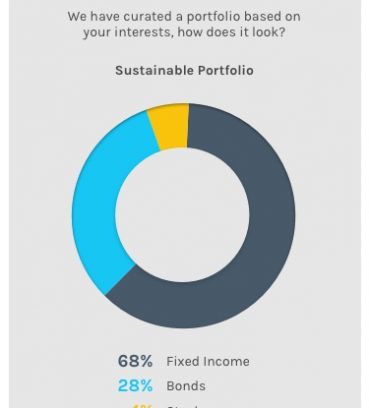 We have curated a portfolio based on
your interests, how does it look?
Sustainable Portfolio
68% Fixed Income
28% Bonds